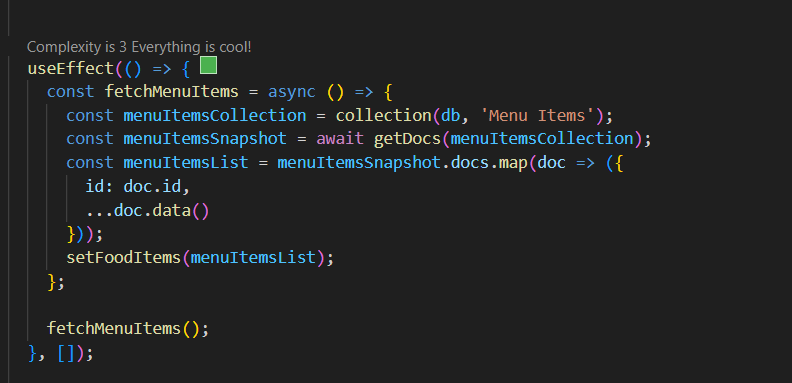 Complexity is 3 Everything is cool!
useEffect(() => {
  const fetchMenuItems = async () => {
    const menuItemsCollection = collection(db, 'Menu Items');
    const menuItemsSnapshot = await getDocs(menuItemsCollection);
    const menuItemsList = menuItemsSnapshot.docs.map(doc => ({
      id: doc.id,
      ...doc.data()
    }));
    setFoodItems(menuItemsList);
  };
  fetchMenuItems();
}, []);